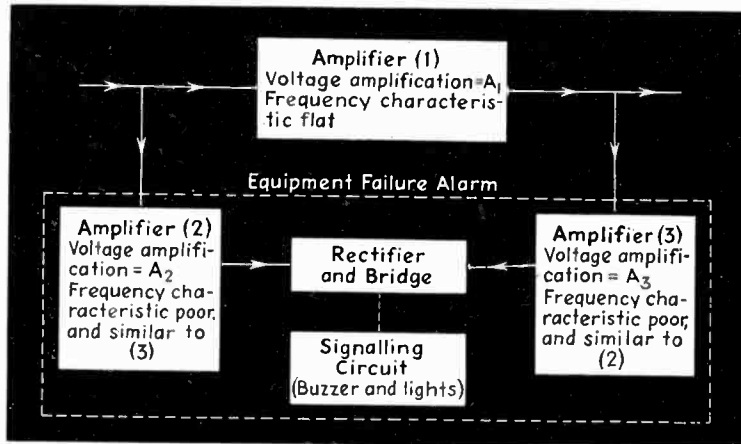 Amplifier (1)
Voltage amplification=A₁
Frequency characteris-
tic flat
Equipment Failure Alarm
Amplifier (2)
Voltage amplifi-
cation = A₂
Frequency cha-
racteristic poor,
and similar to
(3)
Rectifier
and Bridge
Signalling
Circuit
(Buzzer and lights)
Amplifier (3)
Voltage amplifi-
cation = A₃
Frequency cha-
racteristic poor,
and similar to
(2)